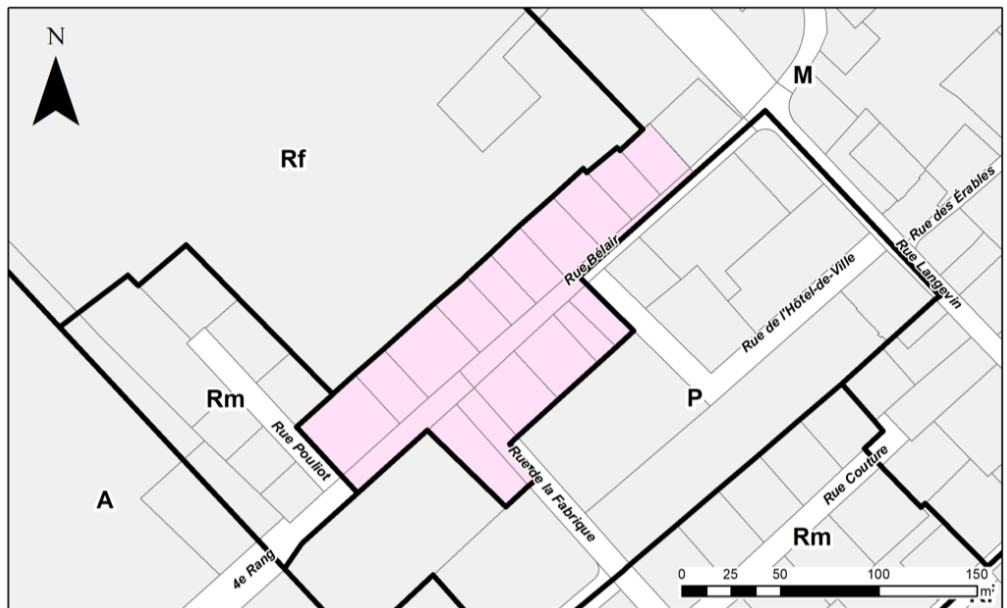 N
M
Rf
Rue des Érables
Rue Bélair
Rue Langevin
Rue de l'Hôtel-de-Ville
Rm
P
Rue Pouliot
Rue de la Fabrique
Rue Couture
A
Rm
4e Rang
0 25 50 100 150
m